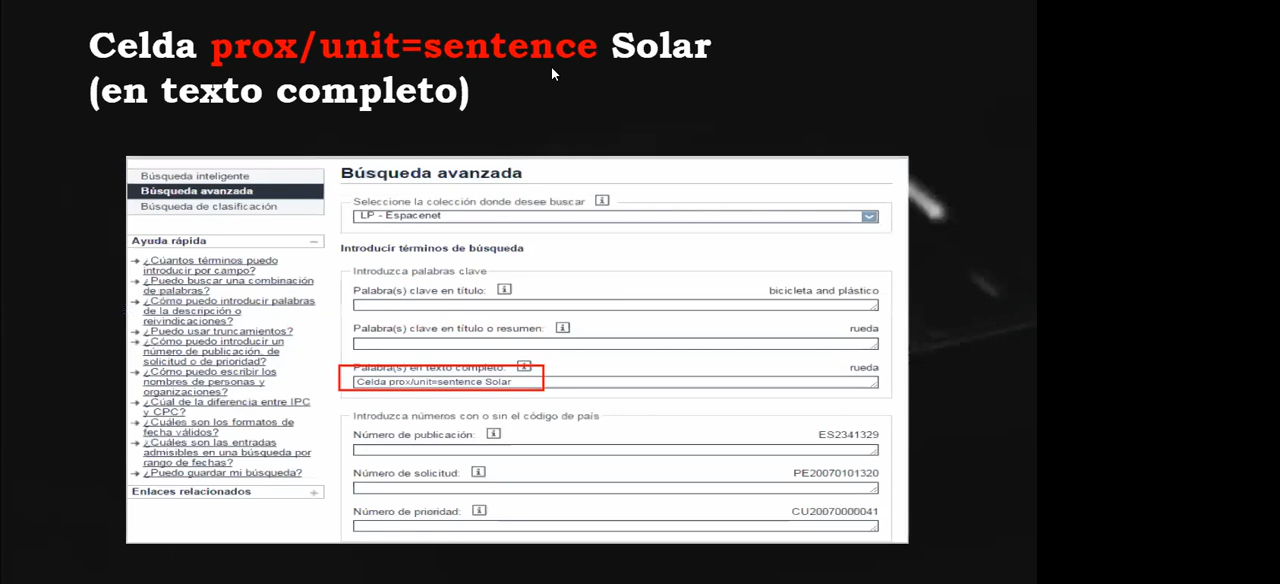 Celda prox/unit=sentence Solar
(en texto completo)
Búsqueda inteligente
Búsqueda avanzada
Búsqueda de clasificación
Ayuda rápida
¿Cúantos términos puedo
introducir por campo?
¿Puedo buscar una combinación
de palabras?
¿Cómo puedo introducir palabras
de la descripción o
reivindicaciones?
¿Puedo usar truncamientos?
¿Cómo puedo introducir un
número de publicación, de
solicitud o de prioridad?
¿Cómo puedo escribir los
nombres de personas y
organizaciones?
¿Cúal de la diferencia entre IPC
y CPC?
¿Cuáles son los formatos de
fecha válidos?
¿Cuáles son las entradas
admisibles en una búsqueda por
rango de fechas?
¿Puedo guardar mi búsqueda?
Enlaces relacionados
Búsqueda avanzada
Seleccione la colección donde desee buscar
LP - Espacenet
Introducir términos de búsqueda
Introduzca palabras clave
Palabra(s) clave en título: bicicleta and plástico
Palabra(s) clave en título o resumen: rueda
Palabra(s) en texto completo: rueda
Celda prox/unit=sentence Solar
Introduzca números con o sin el código de país
Número de publicación: ES2341329
Número de solicitud: PE20070101320
Número de prioridad: CU20070000041